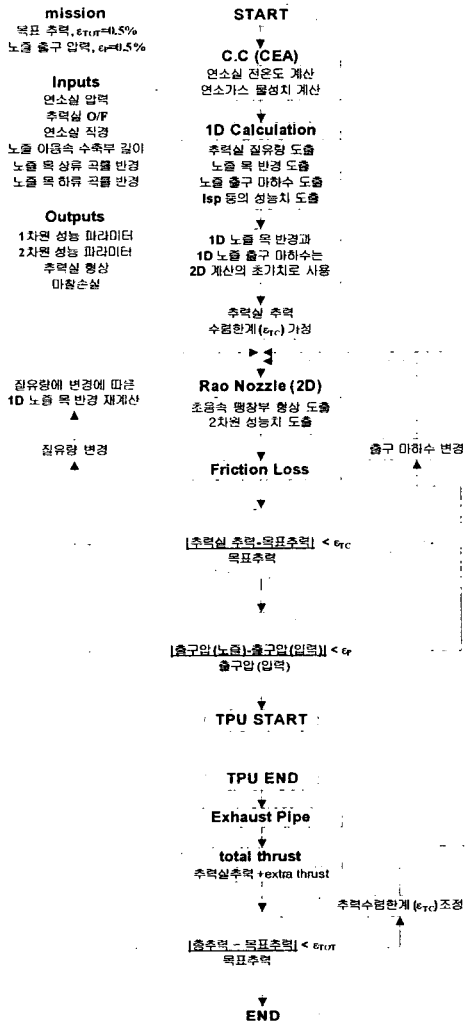 mission
목표 추력, εTOT=0.5%
노즐 출구 압력, εP=0.5%
Inputs
연소실 압력
추력실 O/F
연소실 직경
노즐 아음속 수축부 길이
노즐 목 상류 곡률 반경
노즐 목 하류 곡률 반경
Outputs
1차원 성능 파라미터
2차원 성능 파라미터
추력실 형상
마찰손실
START
C.C (CEA)
연소실 전온도 계산
연소가스 물성치 계산
1D Calculation
추력실 질유량 도출
노즐 목 반경 도출
노즐 출구 마하수 도출
Isp 등의 성능치 도출
1D 노즐 목 반경과
1D 노즐 출구 마하수는
2D 계산의 초기치로 사용
추력실 추력
수렴한계(εTC) 가정
Rao Nozzle (2D)
초음속 팽창부 형상 도출
2차원 성능치 도출
질유량에 변경에 따른
1D 노즐 목 반경 재계산
질유량 변경
출구 마하수 변경
Friction Loss
|추력실 추력-목표추력| < εTC
목표추력
|출구압(노즐)-출구압(입력)| < εP
출구압(입력)
TPU START
TPU END
Exhaust Pipe
total thrust
추력실추력 +extra thrust
추력수렴한계(εTC)조정
|총추력 - 목표추력| < εTOT
목표추력
END